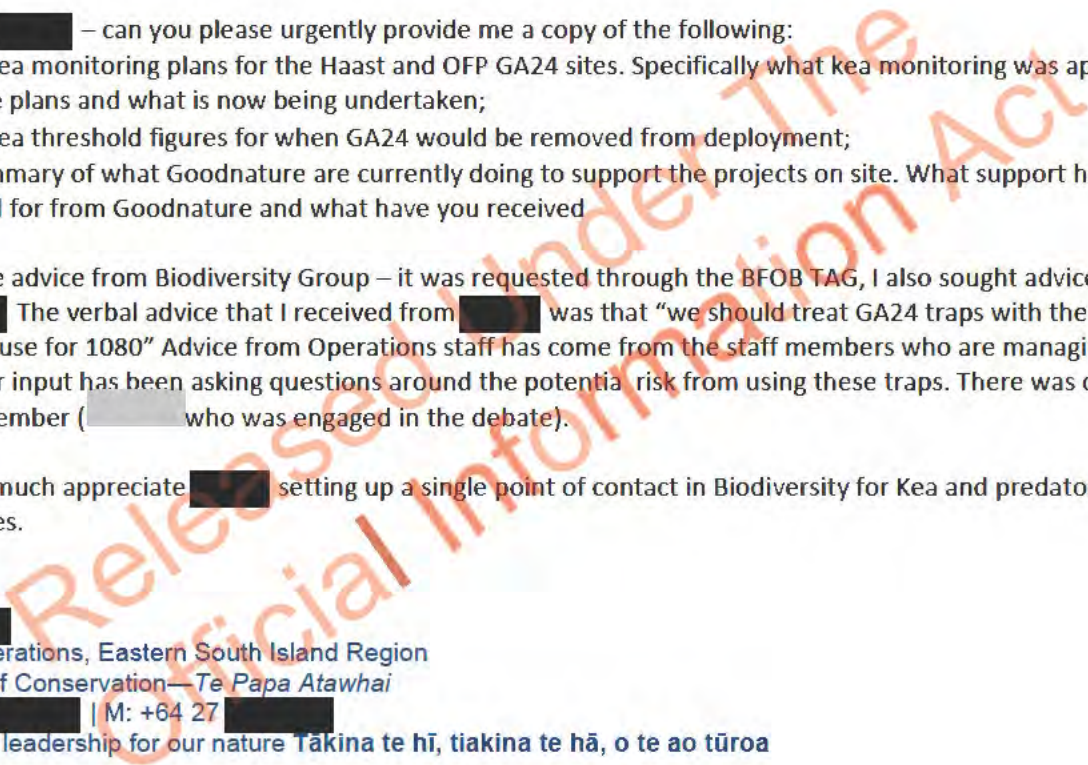 – can you please urgently provide me a copy of the following:
ea monitoring plans for the Haast and OFP GA24 sites. Specifically what kea monitoring was ap
e plans and what is now being undertaken;
ea threshold figures for when GA24 would be removed from deployment;
nmary of what Goodnature are currently doing to support the projects on site. What support h
d for from Goodnature and what have you received
e advice from Biodiversity Group – it was requested through the BFOB TAG, I also sought advice
The verbal advice that I received from was that “we should treat GA24 traps with the
use for 1080” Advice from Operations staff has come from the staff members who are managi
r input has been asking questions around the potential risk from using these traps. There was o
ember ( who was engaged in the debate).
much appreciate setting up a single point of contact in Biodiversity for Kea and predato
es.
erations, Eastern South Island Region
f Conservation—Te Papa Atawhai
| M: +64 27
leadership for our nature Tākina te hī, tiakina te hā, o te ao tūroa
Released Under The
Official Information Act